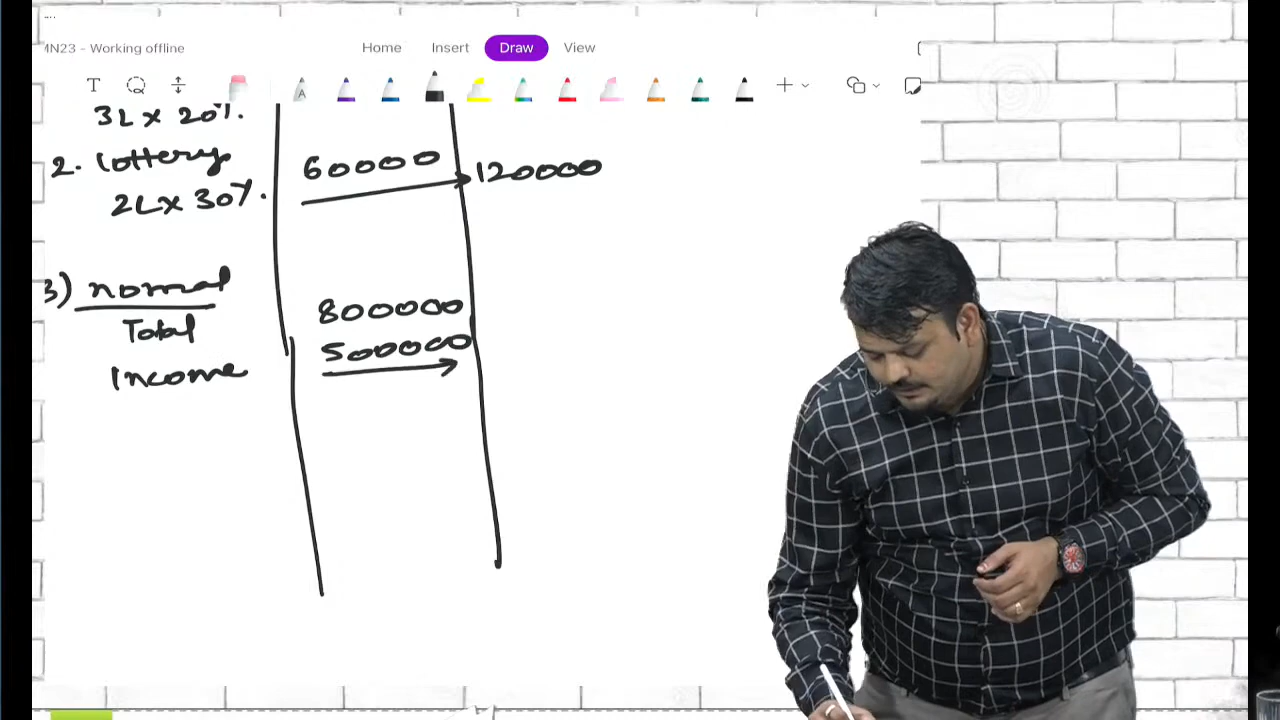 MN23 - Working offline
Home Insert Draw View
T
A
3L x 20%.
2. Lottery 60000 120000
2L x 30%.
3) normal 800000
Total 500000
Income